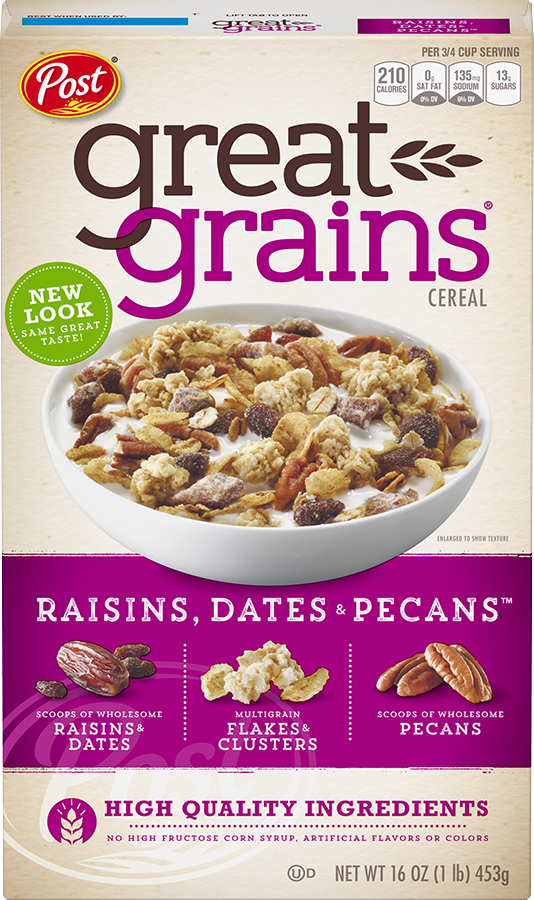 BEST WHEN USED BY:
LIFT TAB TO OPEN
great
grains
RAISINS,
DATES &
PECANS™
Post®
PER 3/4 CUP SERVING
210
CALORIES
0g
SAT FAT
0% DV
135mg
SODIUM
6% DV
13g
SUGARS
great
grains®
CEREAL
NEW
LOOK
SAME GREAT
TASTE!
ENLARGED TO SHOW TEXTURE
RAISINS, DATES & PECANS™
SCOOPS OF WHOLESOME
RAISINS &
DATES
MULTIGRAIN
FLAKES &
CLUSTERS
SCOOPS OF WHOLESOME
PECANS
Post
HIGH QUALITY INGREDIENTS
NO HIGH FRUCTOSE CORN SYRUP, ARTIFICIAL FLAVORS OR COLORS
U D NET WT 16 OZ (1 lb) 453g